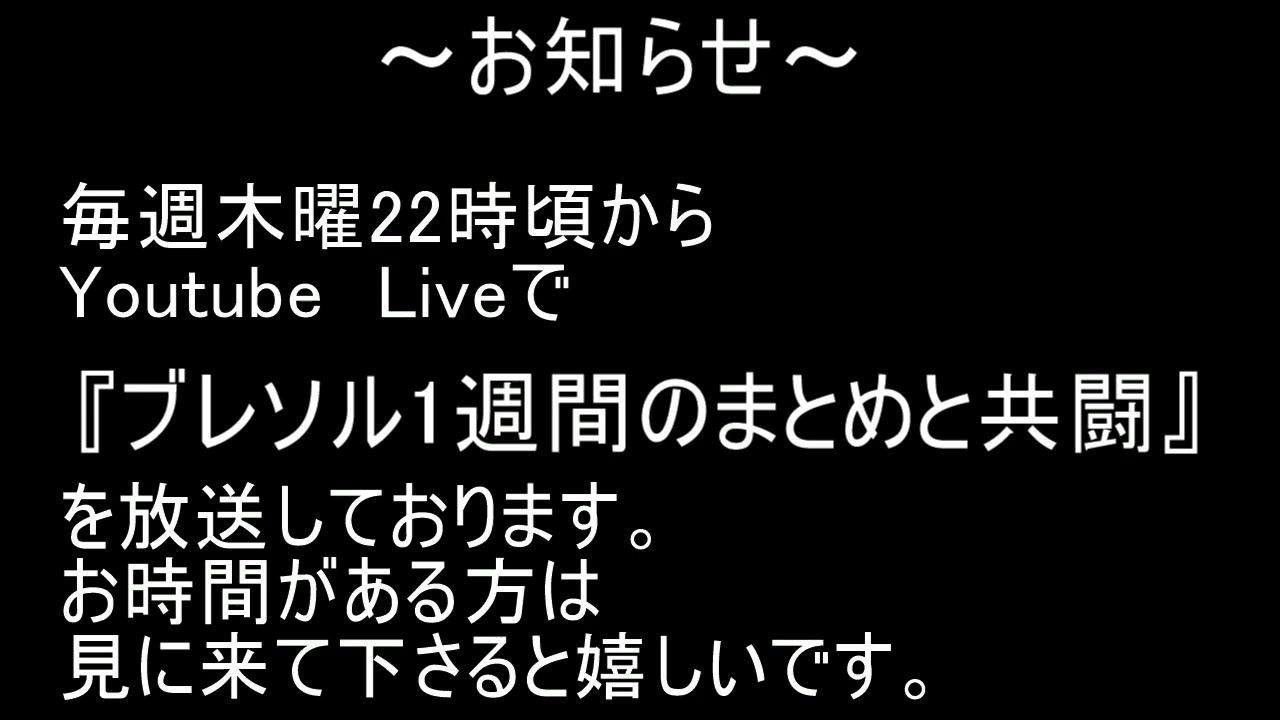 ～お知らせ～
毎週木曜22時頃から
Youtube　Liveで
『ブレソル1週間のまとめと共闘』
を放送しております。
お時間がある方は
見に来て下さると嬉しいです。